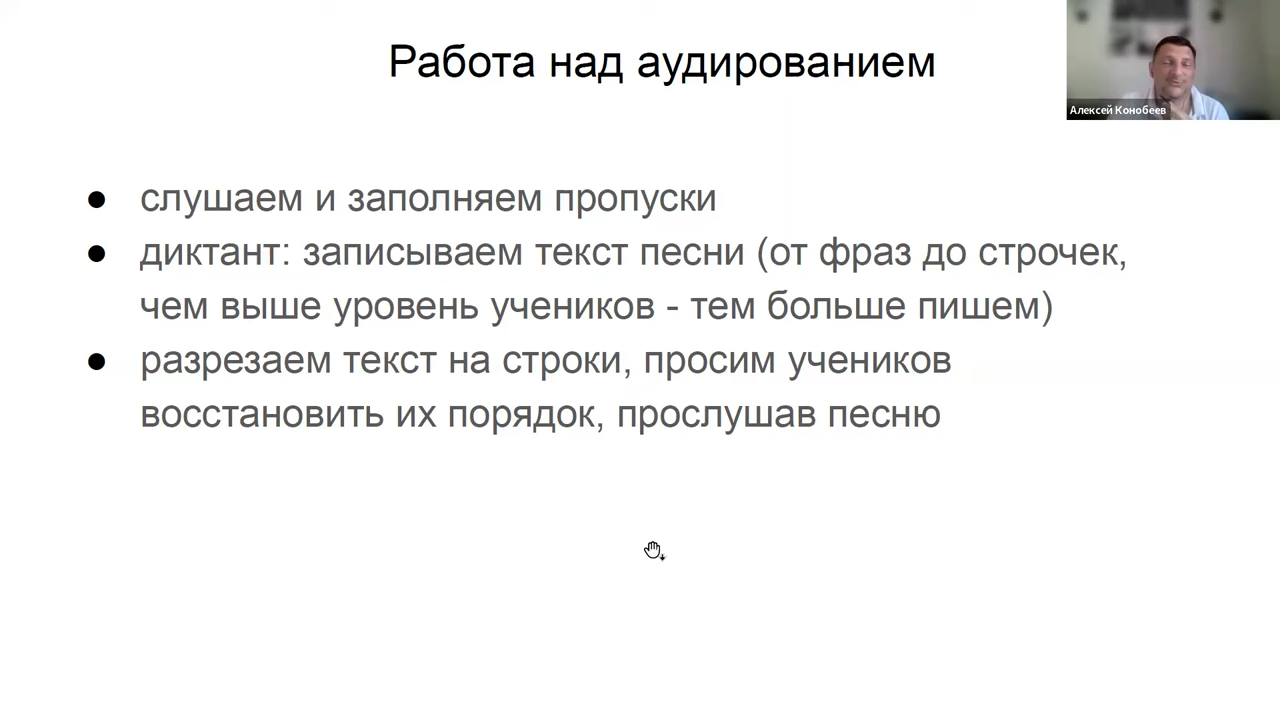 Работа над аудированием
Алексей Конобеев
● слушаем и заполняем пропуски
● диктант: записываем текст песни (от фраз до строчек,
чем выше уровень учеников - тем больше пишем)
● разрезаем текст на строки, просим учеников
восстановить их порядок, прослушав песню